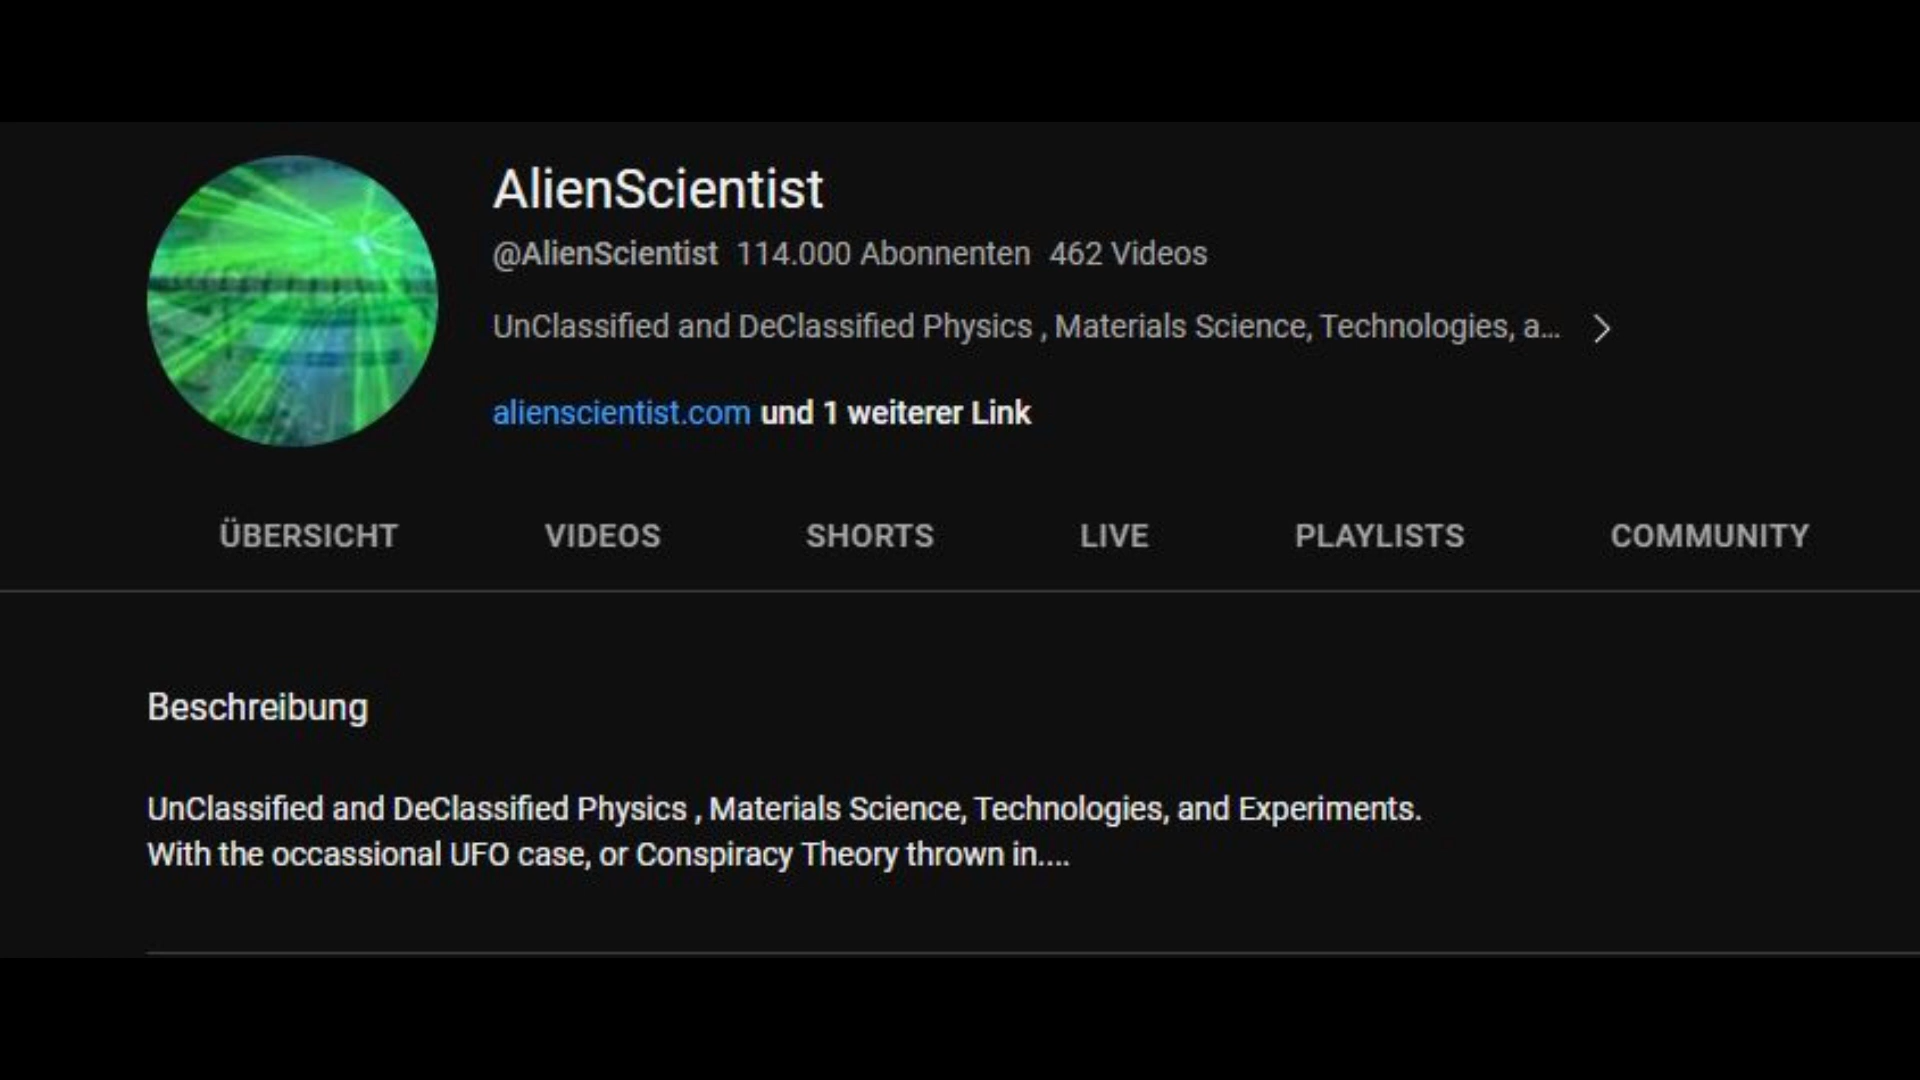 AlienScientist
@AlienScientist 114.000 Abonnenten 462 Videos
UnClassified and DeClassified Physics , Materials Science, Technologies, a...
alienscientist.com und 1 weiterer Link
ÜBERSICHT VIDEOS SHORTS LIVE PLAYLISTS COMMUNITY
Beschreibung
UnClassified and DeClassified Physics , Materials Science, Technologies, and Experiments.
With the occassional UFO case, or Conspiracy Theory thrown in....